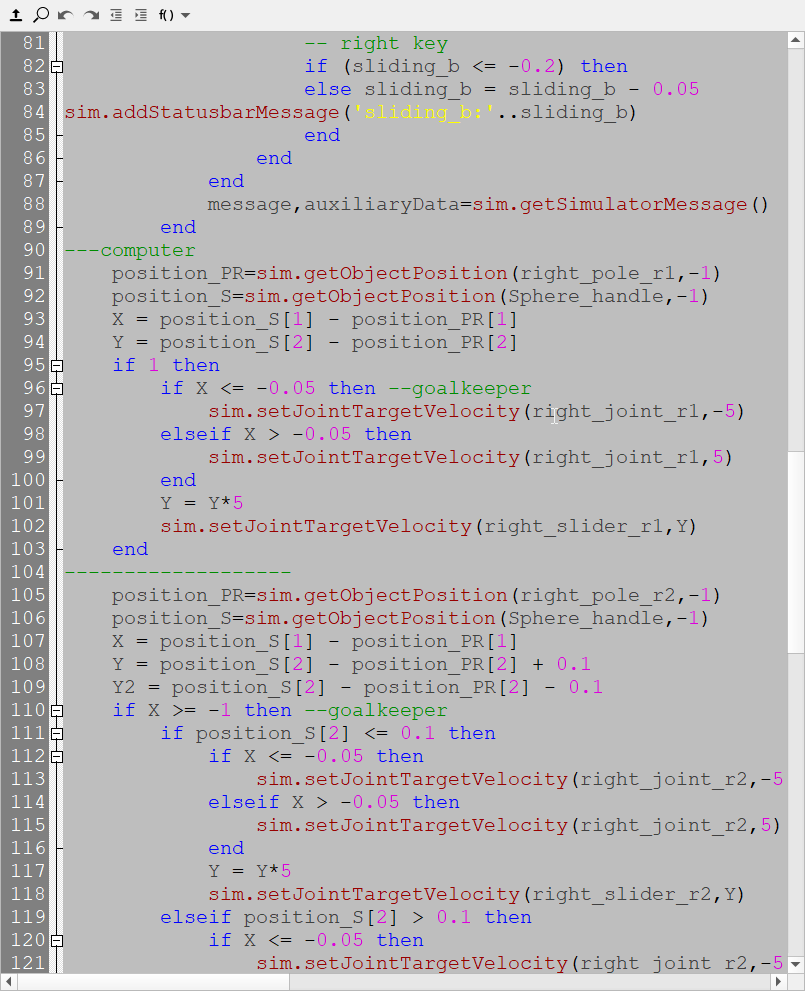 f()
81 -- right key
82 if (sliding_b <= -0.2) then
83 else sliding_b = sliding_b - 0.05
84 sim.addStatusbarMessage('sliding_b:'..sliding_b)
85 end
86 end
87 end
88 message,auxiliaryData=sim.getSimulatorMessage()
89 end
90 ---computer
91 position_PR=sim.getObjectPosition(right_pole_r1,-1)
92 position_S=sim.getObjectPosition(Sphere_handle,-1)
93 X = position_S[1] - position_PR[1]
94 Y = position_S[2] - position_PR[2]
95 if 1 then
96 if X <= -0.05 then --goalkeeper
97 sim.setJointTargetVelocity(right_joint_r1,-5)
98 elseif X > -0.05 then
99 sim.setJointTargetVelocity(right_joint_r1,5)
100 end
101 Y = Y*5
102 sim.setJointTargetVelocity(right_slider_r1,Y)
103 end
104 -------------------
105 position_PR=sim.getObjectPosition(right_pole_r2,-1)
106 position_S=sim.getObjectPosition(Sphere_handle,-1)
107 X = position_S[1] - position_PR[1]
108 Y = position_S[2] - position_PR[2] + 0.1
109 Y2 = position_S[2] - position_PR[2] - 0.1
110 if X >= -1 then --goalkeeper
111 if position_S[2] <= 0.1 then
112 if X <= -0.05 then
113 sim.setJointTargetVelocity(right_joint_r2,-5
114 elseif X > -0.05 then
115 sim.setJointTargetVelocity(right_joint_r2,5)
116 end
117 Y = Y*5
118 sim.setJointTargetVelocity(right_slider_r2,Y)
119 elseif position_S[2] > 0.1 then
120 if X <= -0.05 then
121 sim.setJointTargetVelocity(right_joint_r2,-5